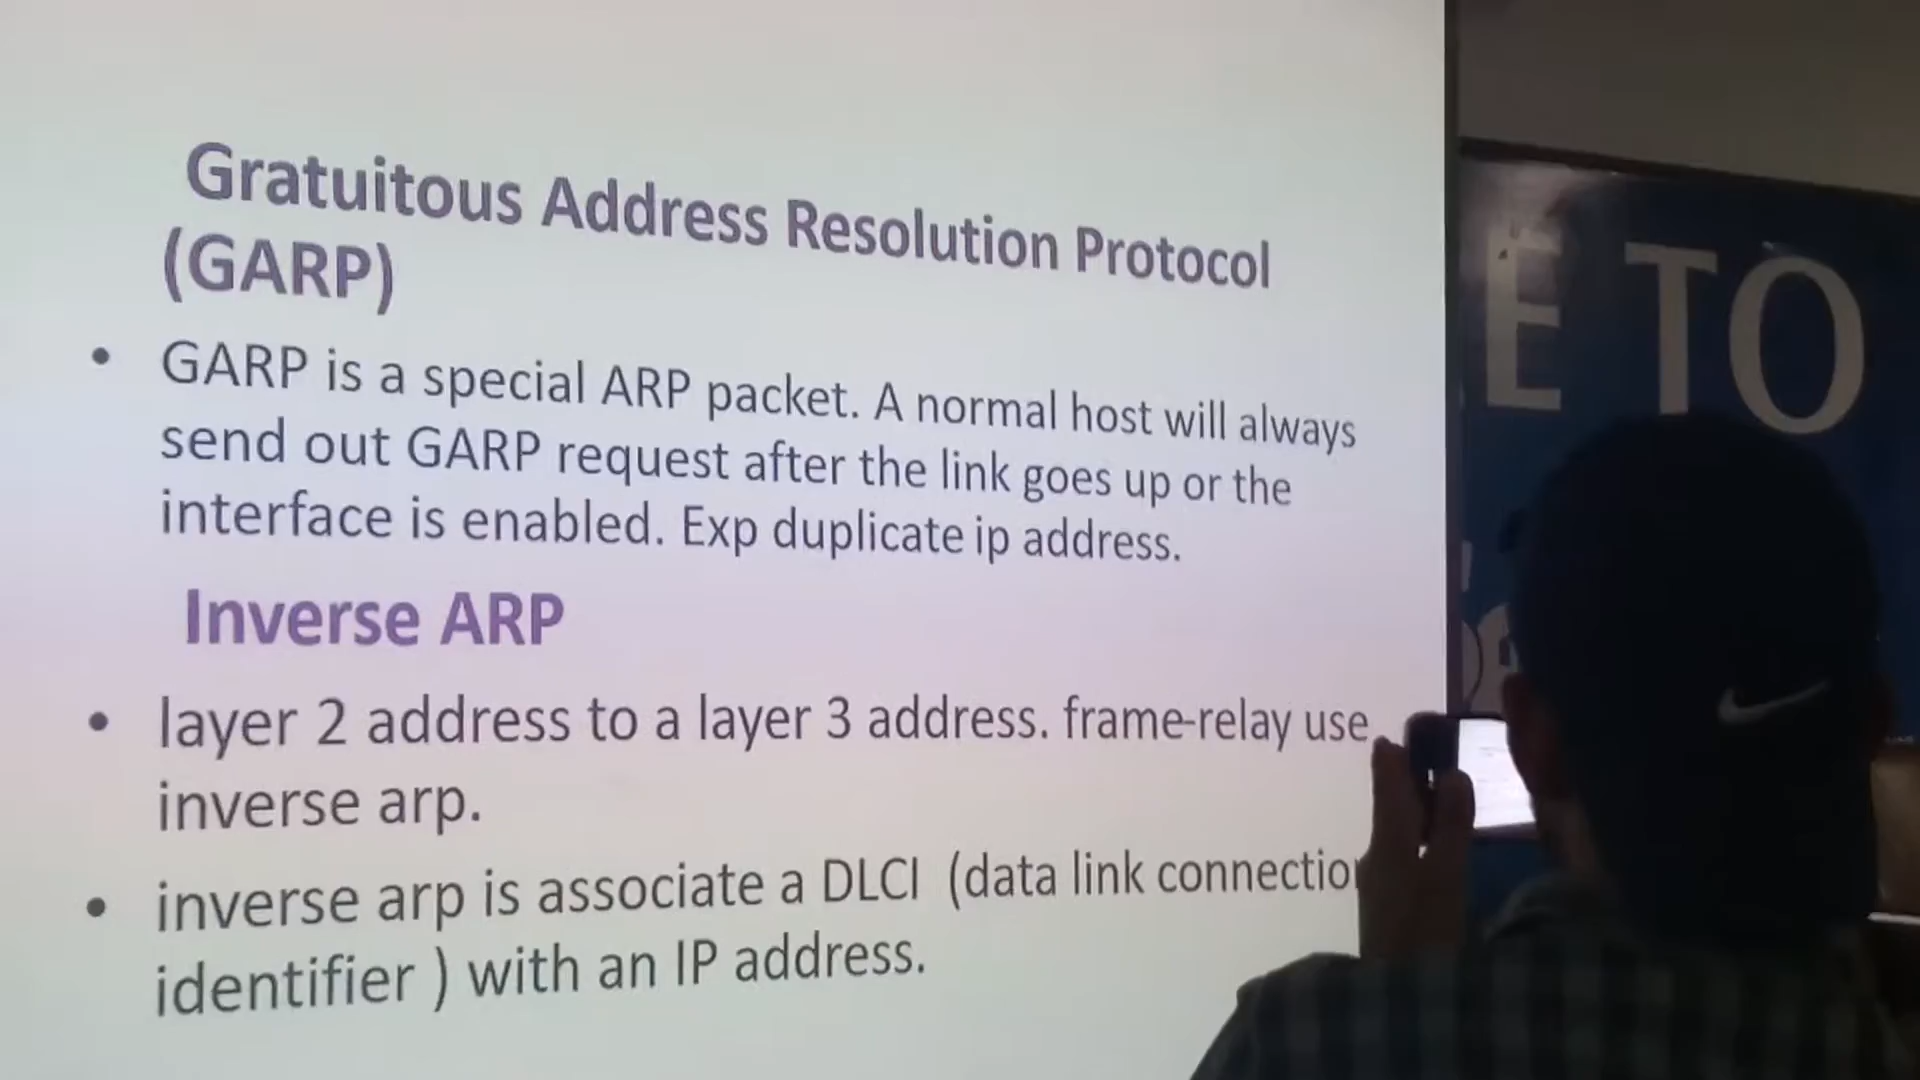 Gratuitous Address Resolution Protocol
(GARP)
• GARP is a special ARP packet. A normal host will always
send out GARP request after the link goes up or the
interface is enabled. Exp duplicate ip address.
Inverse ARP
• layer 2 address to a layer 3 address. frame-relay use
inverse arp.
• inverse arp is associate a DLCI (data link connection
identifier ) with an IP address.
E TO